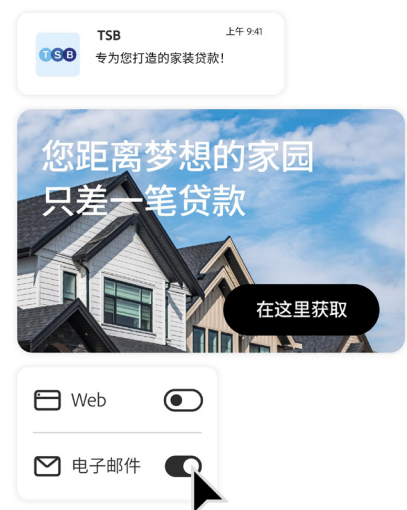 TSB
上午 9:41
TSB
专为您打造的家装贷款！
您距离梦想的家园
只差一笔贷款
在这里获取
Web
电子邮件